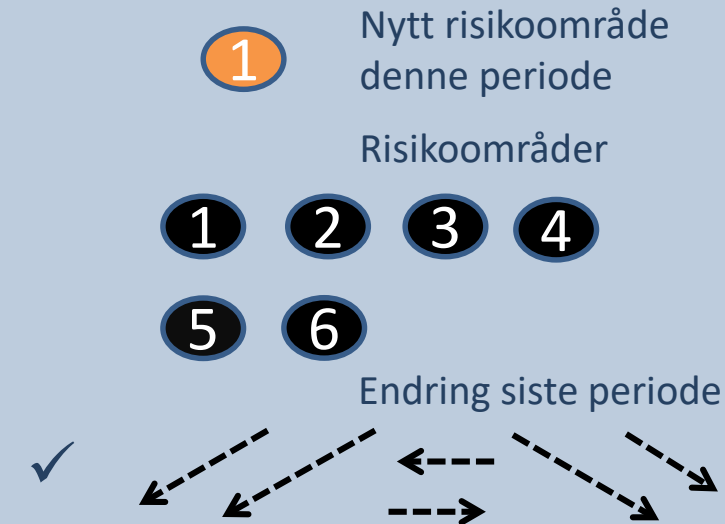 1 Nytt risikoområde
denne periode
Risikoområder
1 2 3 4
5 6
Endring siste periode
✓